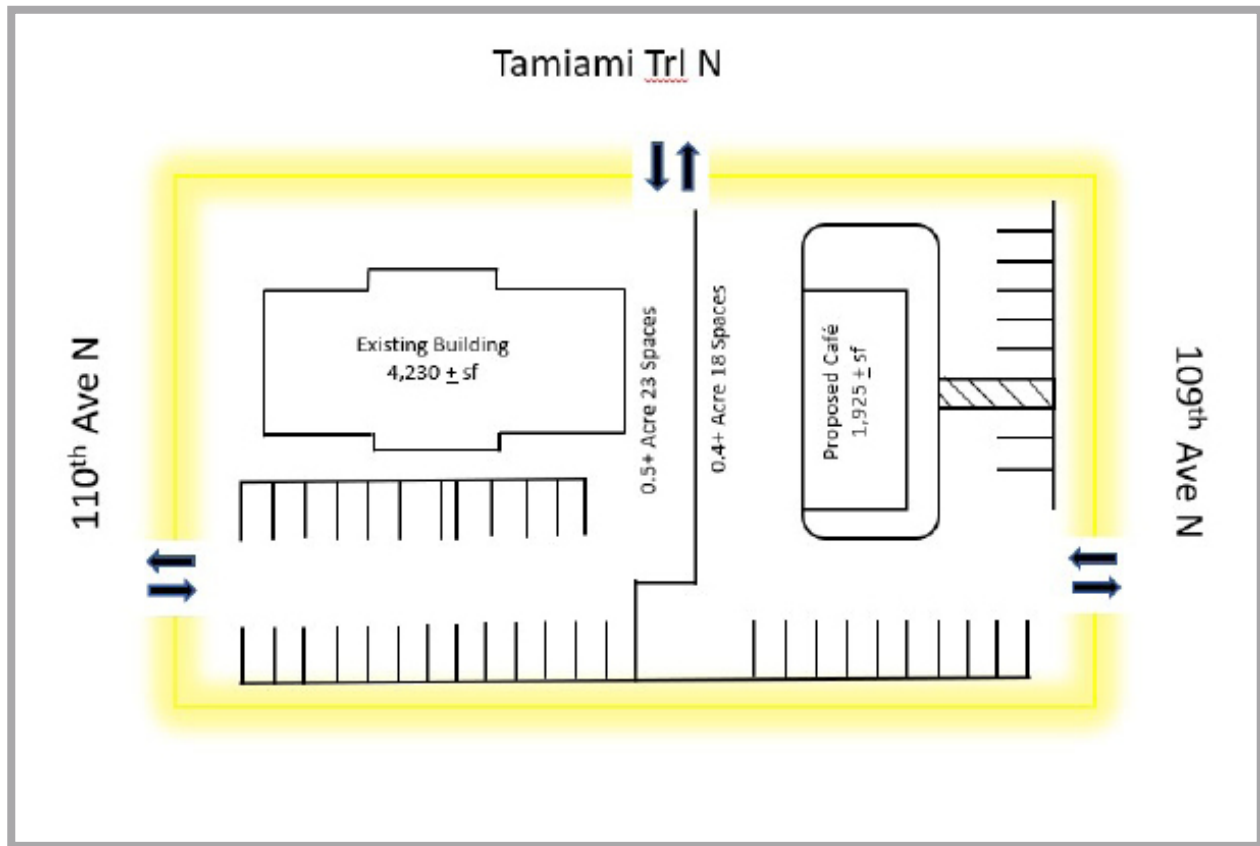 Tamiami Trl N
110th Ave N
Existing Building
4,230 ± sf
0.5+ Acre 23 Spaces
0.4+ Acre 18 Spaces
Proposed Café
1,925 ± sf
109th Ave N